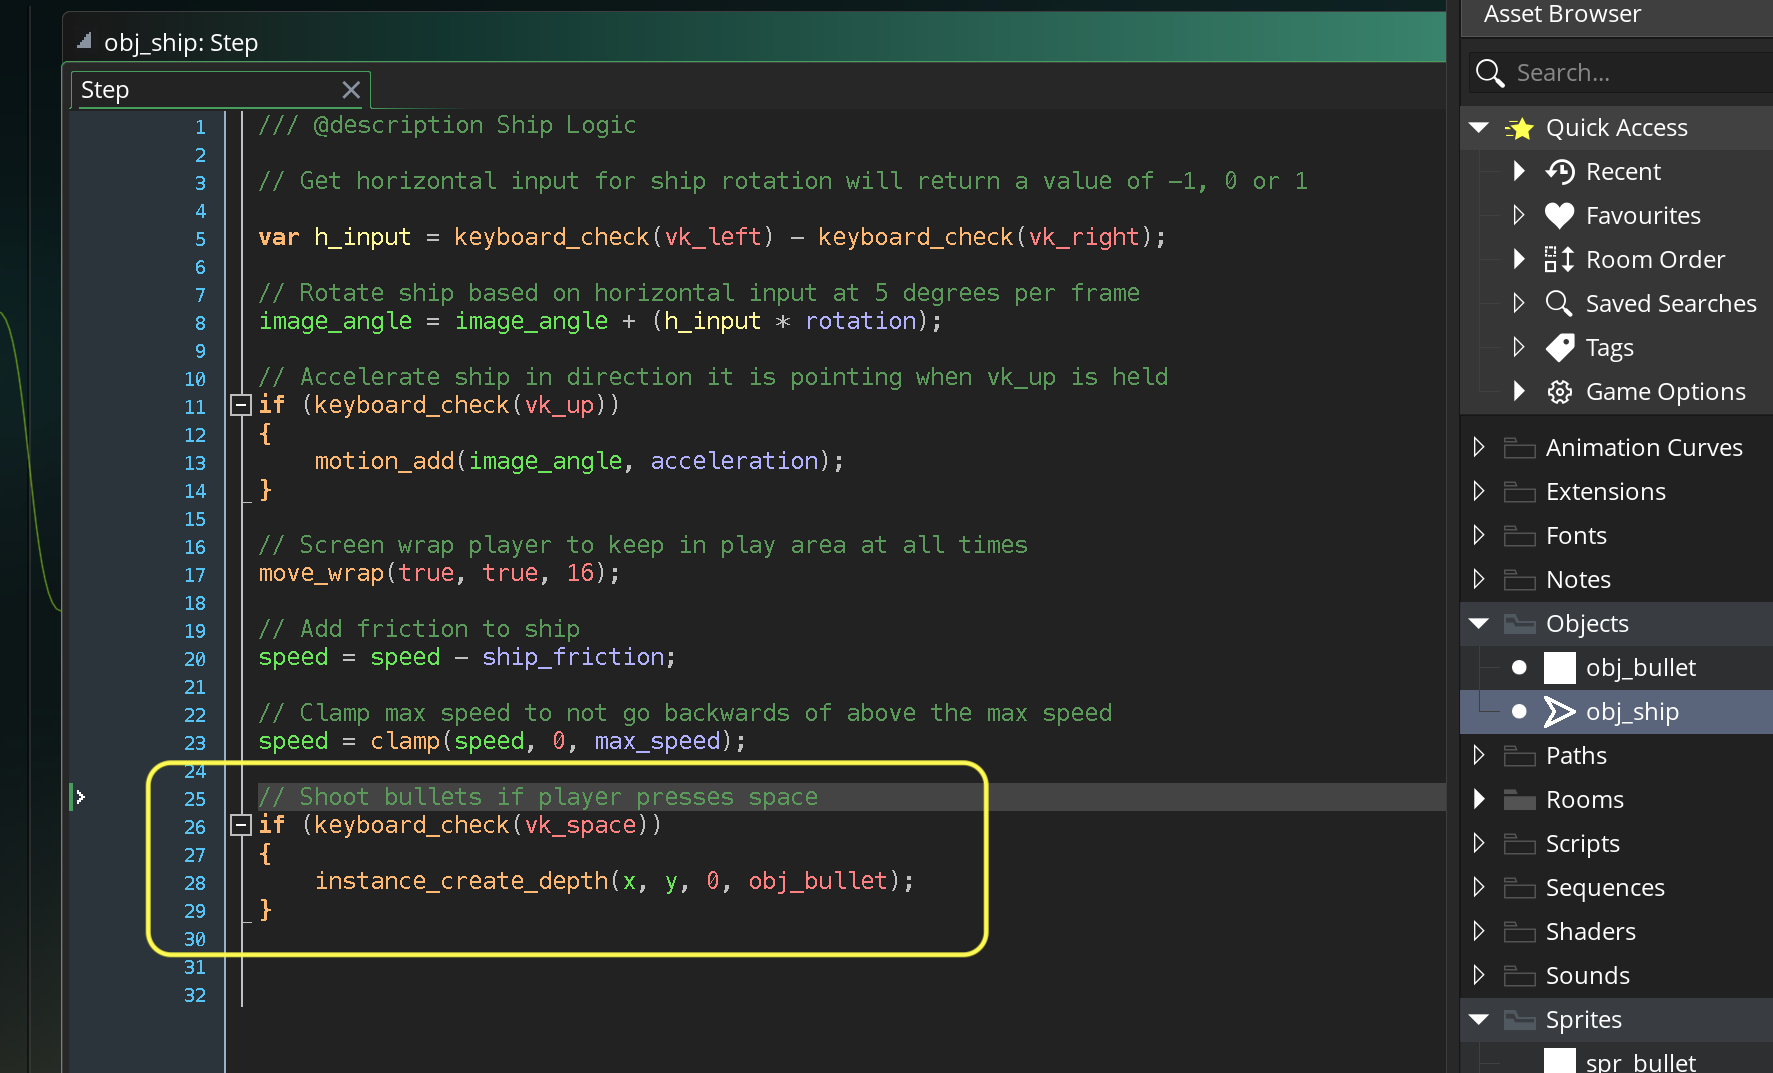 obj_ship: Step
Step
1 /// @description Ship Logic
2
3 // Get horizontal input for ship rotation will return a value of -1, 0 or 1
4
5 var h_input = keyboard_check(vk_left) - keyboard_check(vk_right);
6
7 // Rotate ship based on horizontal input at 5 degrees per frame
8 image_angle = image_angle + (h_input * rotation);
9
10 // Accelerate ship in direction it is pointing when vk_up is held
11 if (keyboard_check(vk_up))
12 {
13 motion_add(image_angle, acceleration);
14 }
15
16 // Screen wrap player to keep in play area at all times
17 move_wrap(true, true, 16);
18
19 // Add friction to ship
20 speed = speed - ship_friction;
21
22 // Clamp max speed to not go backwards of above the max speed
23 speed = clamp(speed, 0, max_speed);
24
25 // Shoot bullets if player presses space
26 if (keyboard_check(vk_space))
27 {
28 instance_create_depth(x, y, 0, obj_bullet);
29 }
30
31
32
Asset Browser
Search...
Quick Access
Recent
Favourites
Room Order
Saved Searches
Tags
Game Options
Animation Curves
Extensions
Fonts
Notes
Objects
obj_bullet
obj_ship
Paths
Rooms
Scripts
Sequences
Shaders
Sounds
Sprites
spr_bullet